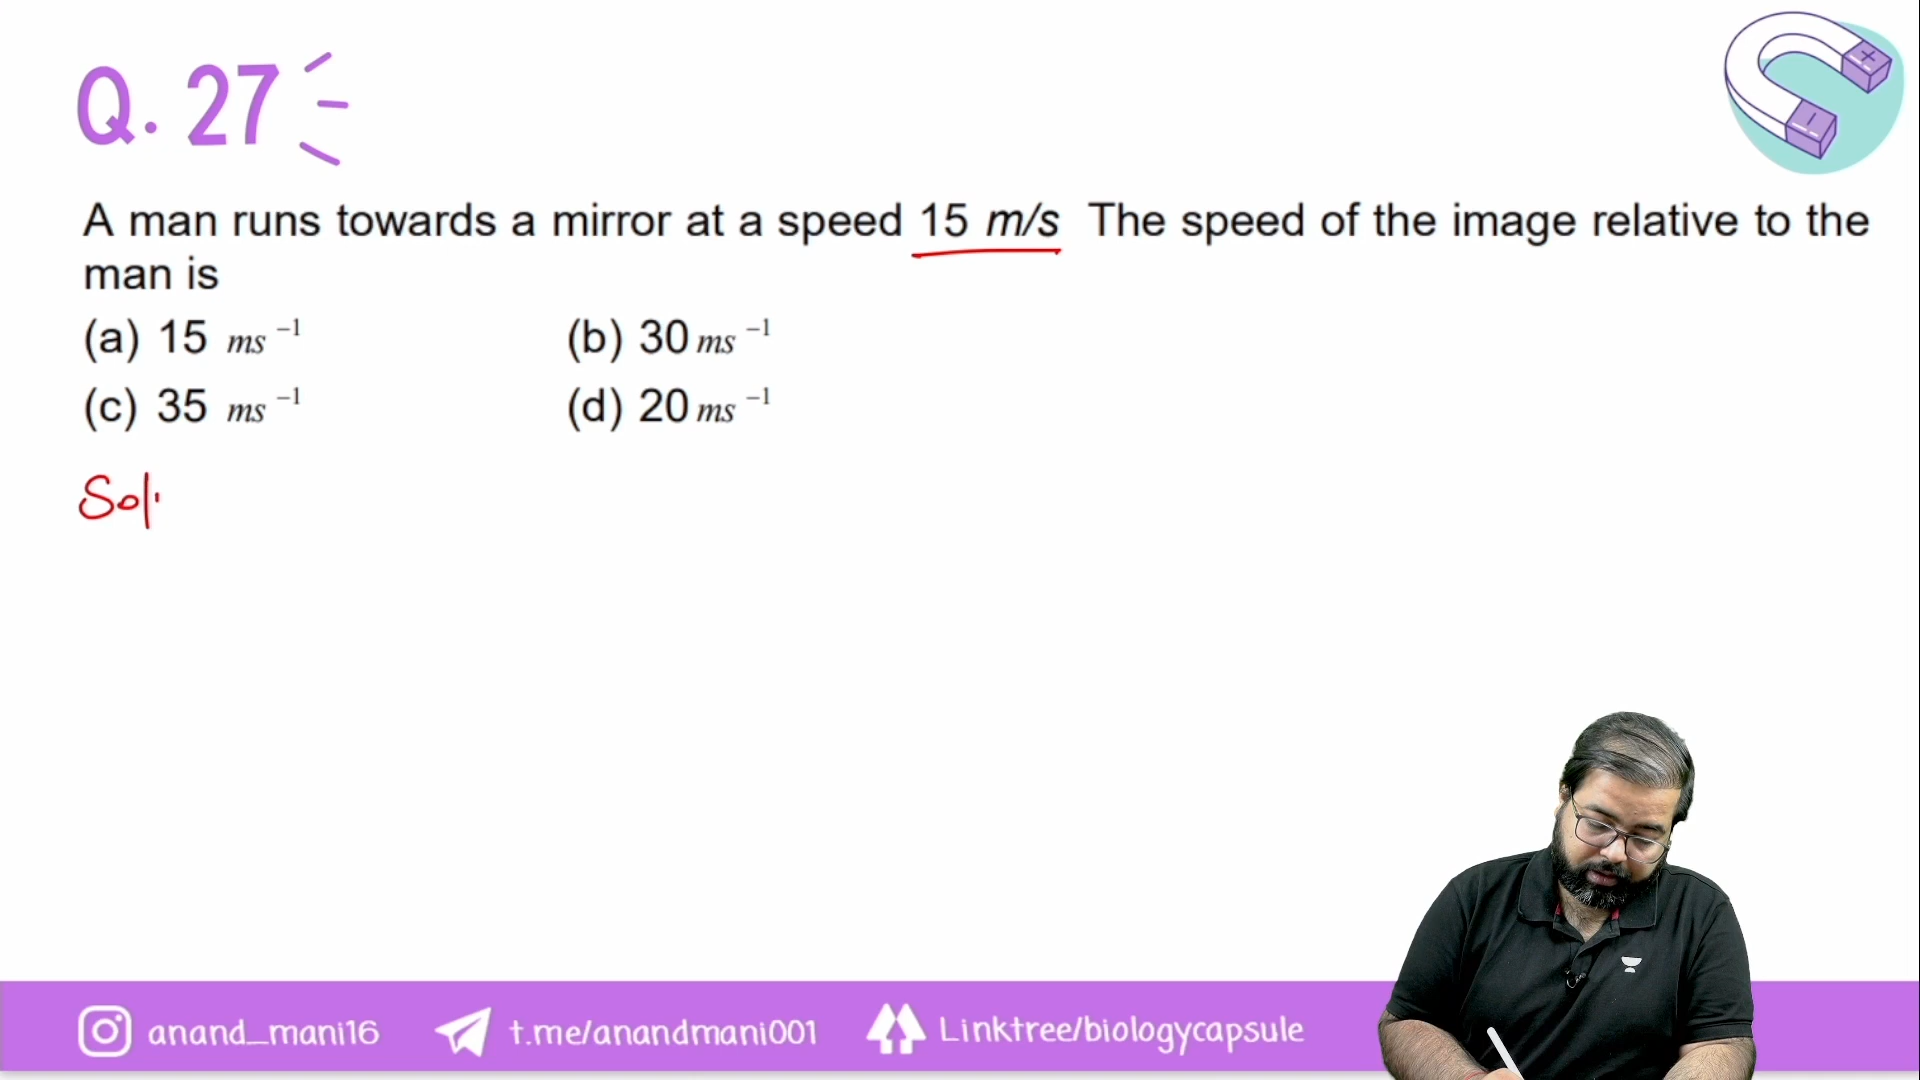 Q. 27
A man runs towards a mirror at a speed 15 m/s The speed of the image relative to the
man is
(a) 15 ms⁻¹ (b) 30 ms⁻¹
(c) 35 ms⁻¹ (d) 20 ms⁻¹
Sol.
anand_mani16 t.me/anandmani001 Linktree/biologycapsule